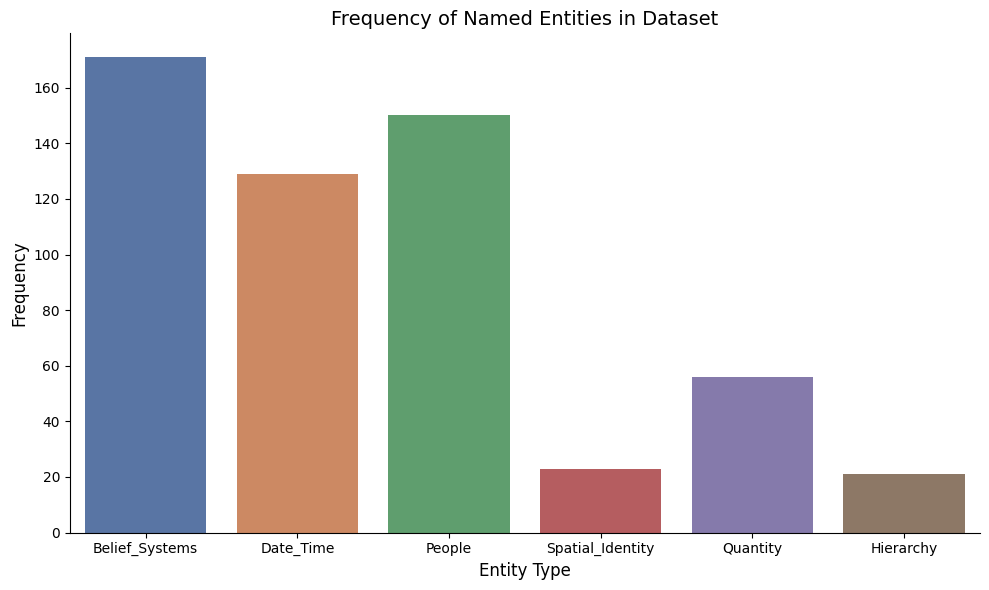 Frequency of Named Entities in Dataset
Frequency
160
140
120
100
80
60
40
20
0
Belief_Systems Date_Time People Spatial_Identity Quantity Hierarchy
Entity Type